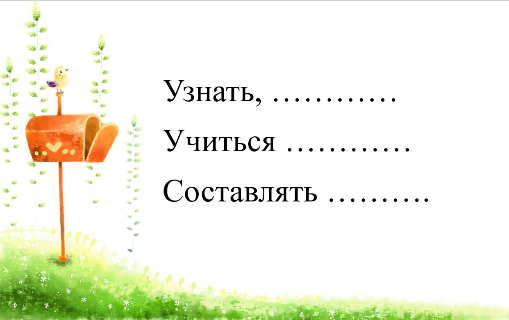 Узнать, …………
Учиться …………
Составлять ……….